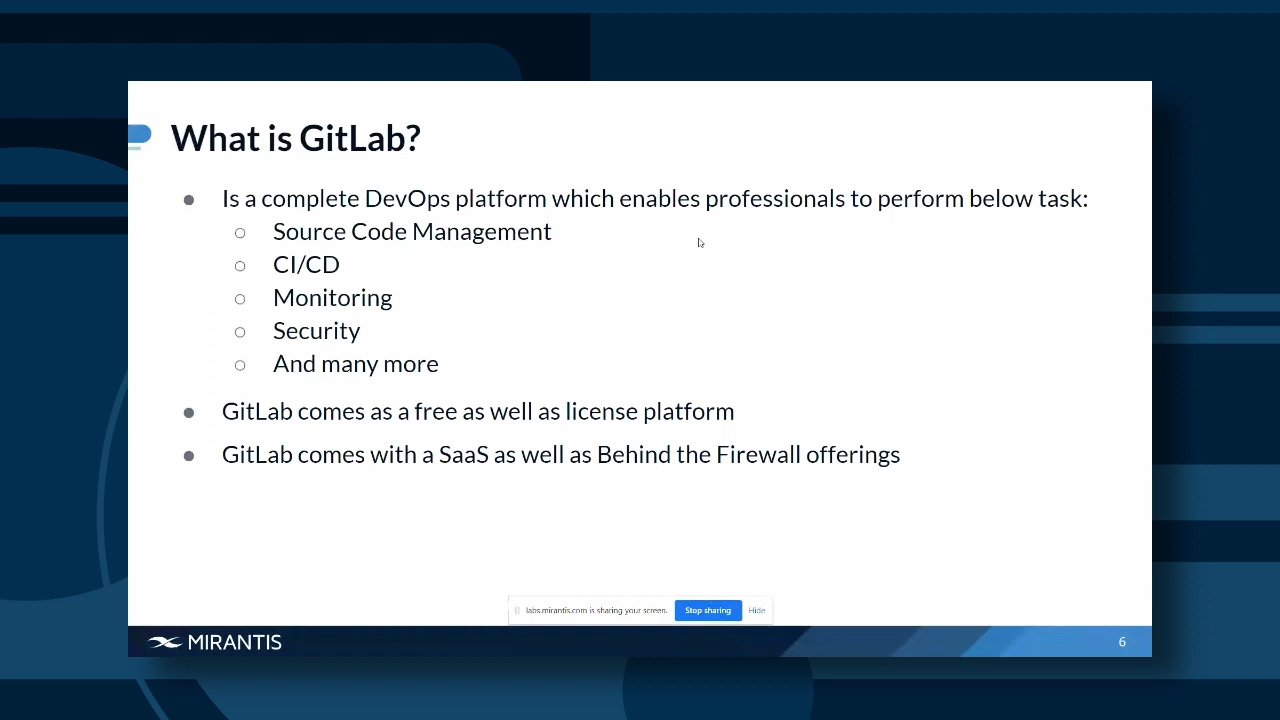 What is GitLab?
● Is a complete DevOps platform which enables professionals to perform below task:
○ Source Code Management
○ CI/CD
○ Monitoring
○ Security
○ And many more
● GitLab comes as a free as well as license platform
● GitLab comes with a SaaS as well as Behind the Firewall offerings
labs.mirantis.com is sharing your screen. Stop sharing Hide
MIRANTIS 6